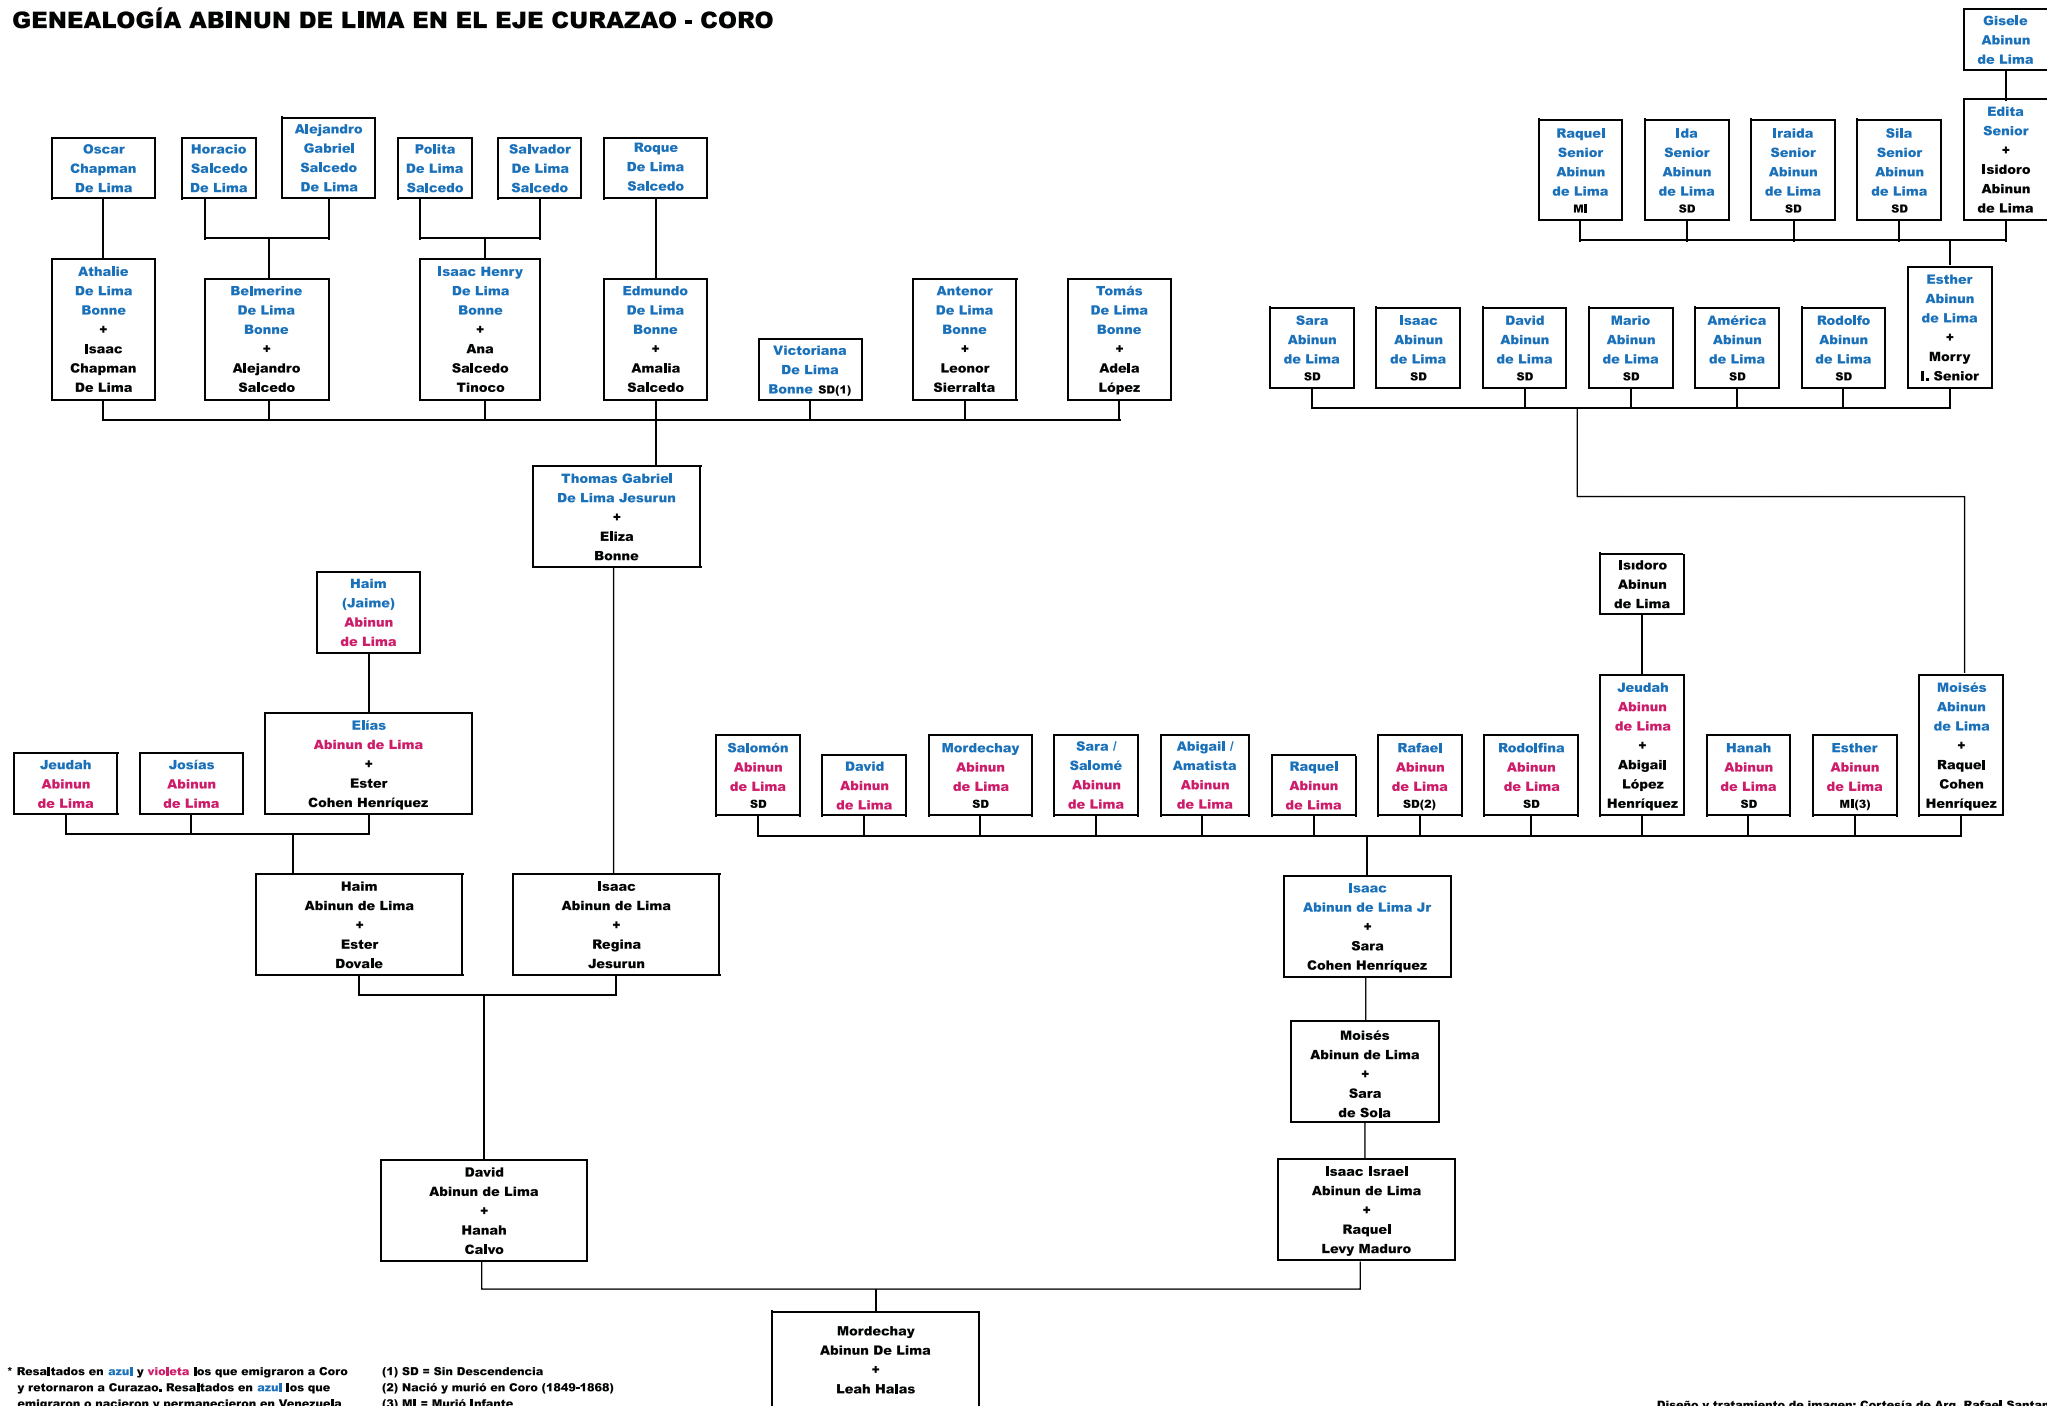 GENEALOGÍA ABINUN DE LIMA EN EL EJE CURAZAO - CORO
Gisele
Abinun
de Lima
Oscar
Chapman
De Lima
Horacio
Salcedo
De Lima
Alejandro
Gabriel
Salcedo
De Lima
Polita
De Lima
Salcedo
Salvador
De Lima
Salcedo
Roque
De Lima
Salcedo
Raquel
Senior
Abinun
de Lima
MI
Ida
Senior
Abinun
de Lima
SD
Iraida
Senior
Abinun
de Lima
SD
Sila
Senior
Abinun
de Lima
SD
Edita
Senior
+
Isidoro
Abinun
de Lima
Athalie
De Lima
Bonne
+
Isaac
Chapman
De Lima
Belmerine
De Lima
Bonne
+
Alejandro
Salcedo
Isaac Henry
De Lima
Bonne
+
Ana
Salcedo
Tinoco
Edmundo
De Lima
Bonne
+
Amalia
Salcedo
Victoriana
De Lima
Bonne SD(1)
Antenor
De Lima
Bonne
+
Leonor
Sierralta
Tomás
De Lima
Bonne
+
Adela
López
Sara
Abinun
de Lima
SD
Isaac
Abinun
de Lima
SD
David
Abinun
de Lima
SD
Mario
Abinun
de Lima
SD
América
Abinun
de Lima
SD
Rodolfo
Abinun
de Lima
SD
Esther
Abinun
de Lima
+
Morry
I. Senior
Thomas Gabriel
De Lima Jesurun
+
Eliza
Bonne
Haim
(Jaime)
Abinun
de Lima
Isidoro
Abinun
de Lima
Jeudah
Abinun
de Lima
Josías
Abinun
de Lima
Elías
Abinun de Lima
+
Ester
Cohen Henríquez
Salomón
Abinun
de Lima
SD
David
Abinun
de Lima
Mordechay
Abinun
de Lima
SD
Sara /
Salomé
Abinun
de Lima
Abigail /
Amatista
Abinun
de Lima
Raquel
Abinun
de Lima
Rafael
Abinun
de Lima
SD(2)
Rodolfina
Abinun
de Lima
SD
Jeudah
Abinun
de Lima
+
Abigail
López
Henríquez
Hanah
Abinun
de Lima
SD
Esther
Abinun
de Lima
MI(3)
Moisés
Abinun
de Lima
+
Raquel
Cohen
Henríquez
Haim
Abinun de Lima
+
Ester
Dovale
Isaac
Abinun de Lima
+
Regina
Jesurun
Isaac
Abinun de Lima Jr
+
Sara
Cohen Henríquez
Moisés
Abinun de Lima
+
Sara
de Sola
David
Abinun de Lima
+
Hanah
Calvo
Isaac Israel
Abinun de Lima
+
Raquel
Levy Maduro
Mordechay
Abinun De Lima
+
Leah Halas
* Resaltados en azul y violeta los que emigraron a Coro
y retornaron a Curazao. Resaltados en azul los que
emigraron o nacieron y permanecieron en Venezuela
(1) SD = Sin Descendencia
(2) Nació y murió en Coro (1849-1868)
(3) MI = Murió Infante
Diseño y tratamiento de imagen: Cortesía de Arq. Rafael